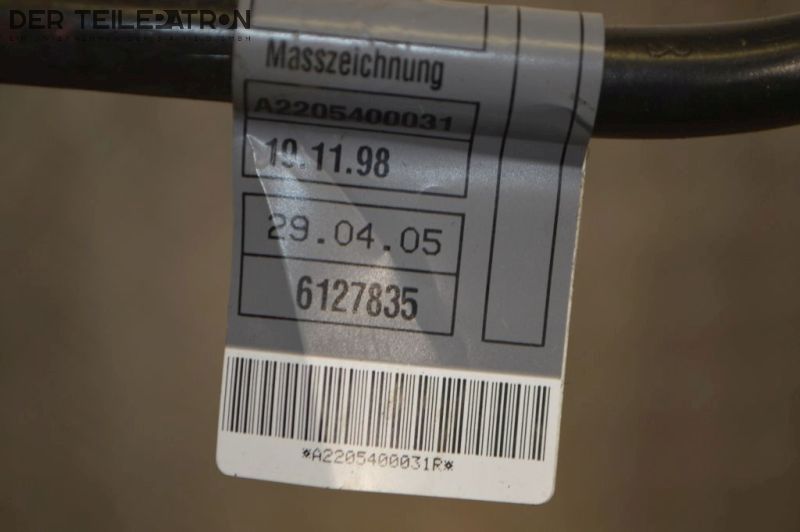 DER TEILEPATRON
Masszeichnung
A2205400031
19.11.98
29.04.05
6127835
*A2205400031R*